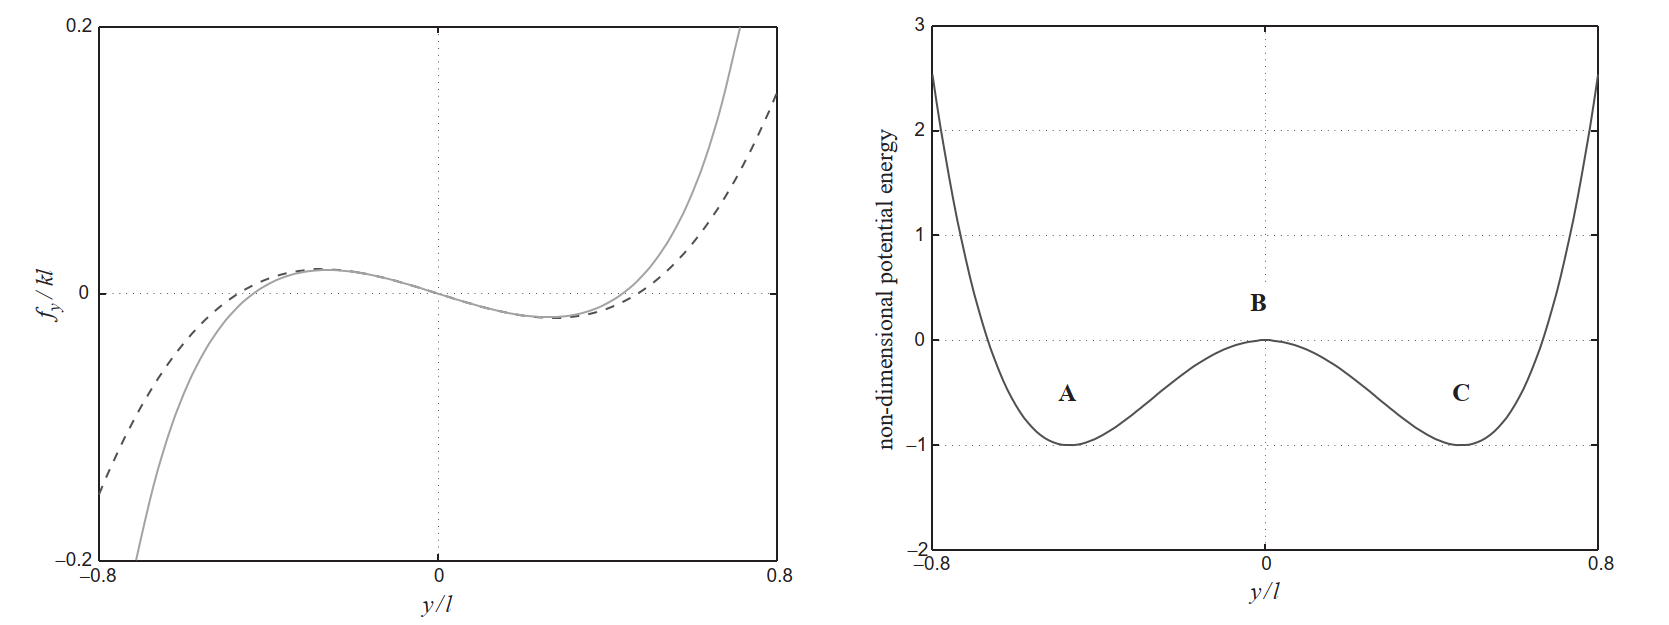 0.2
0
−0.2
−0.8
0
0.8
f_y / kl
y/l
3
2
1
0
−1
−2
−0.8
0
0.8
non-dimensional potential energy
y/l
A
B
C